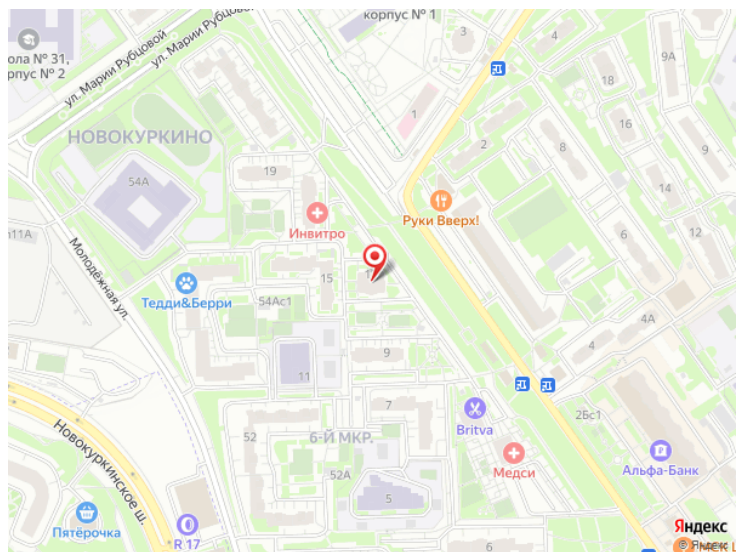 корпус № 1
ола № 31,
орпус № 2
ул. Марии Рубцовой
ул. Марии Рубцовой
3
4
9А
18
1
16
НОВОКУРКИНО
2
8
9
19
54А
14
Руки Вверх!
Инвитро
п11А
6
12
Молодёжная ул.
15
Тедди&Берри
54Ас1
4А
4
9
11
7
2Бс1
Britva
52
6-Й МКР.
Медси
Альфа-Банк
52А
Новокуркинское ш.
5
Пятёрочка
R 17
6
Яндекс
© Яндекс